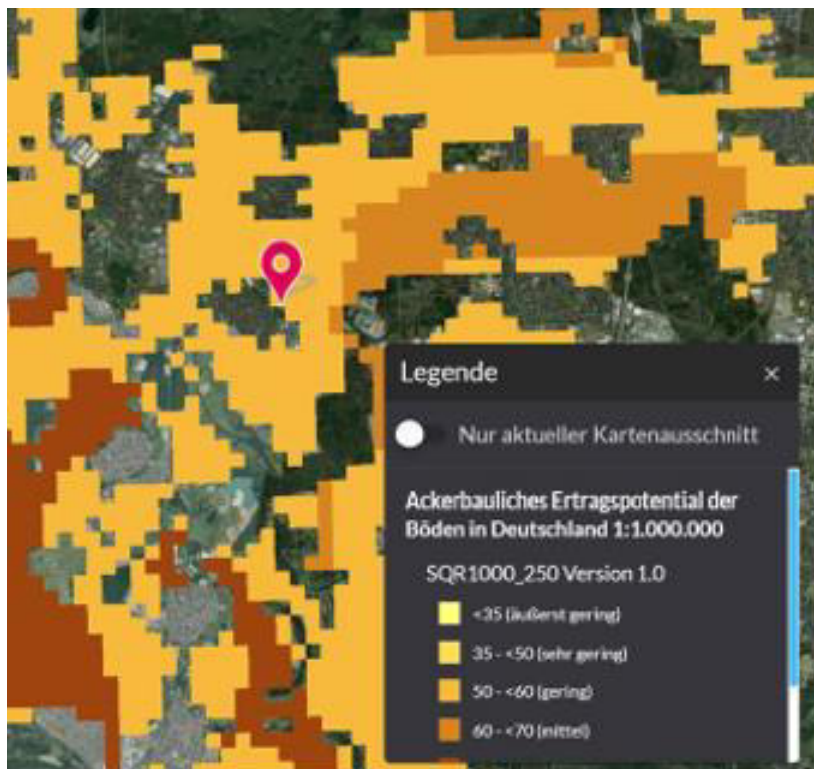 Legende ×
Nur aktueller Kartenausschnitt
Ackerbauliches Ertragspotential der
Böden in Deutschland 1:1.000.000
SQR1000_250 Version 1.0
<35 (äußerst gering)
35 - <50 (sehr gering)
50 - <60 (gering)
60 - <70 (mittel)